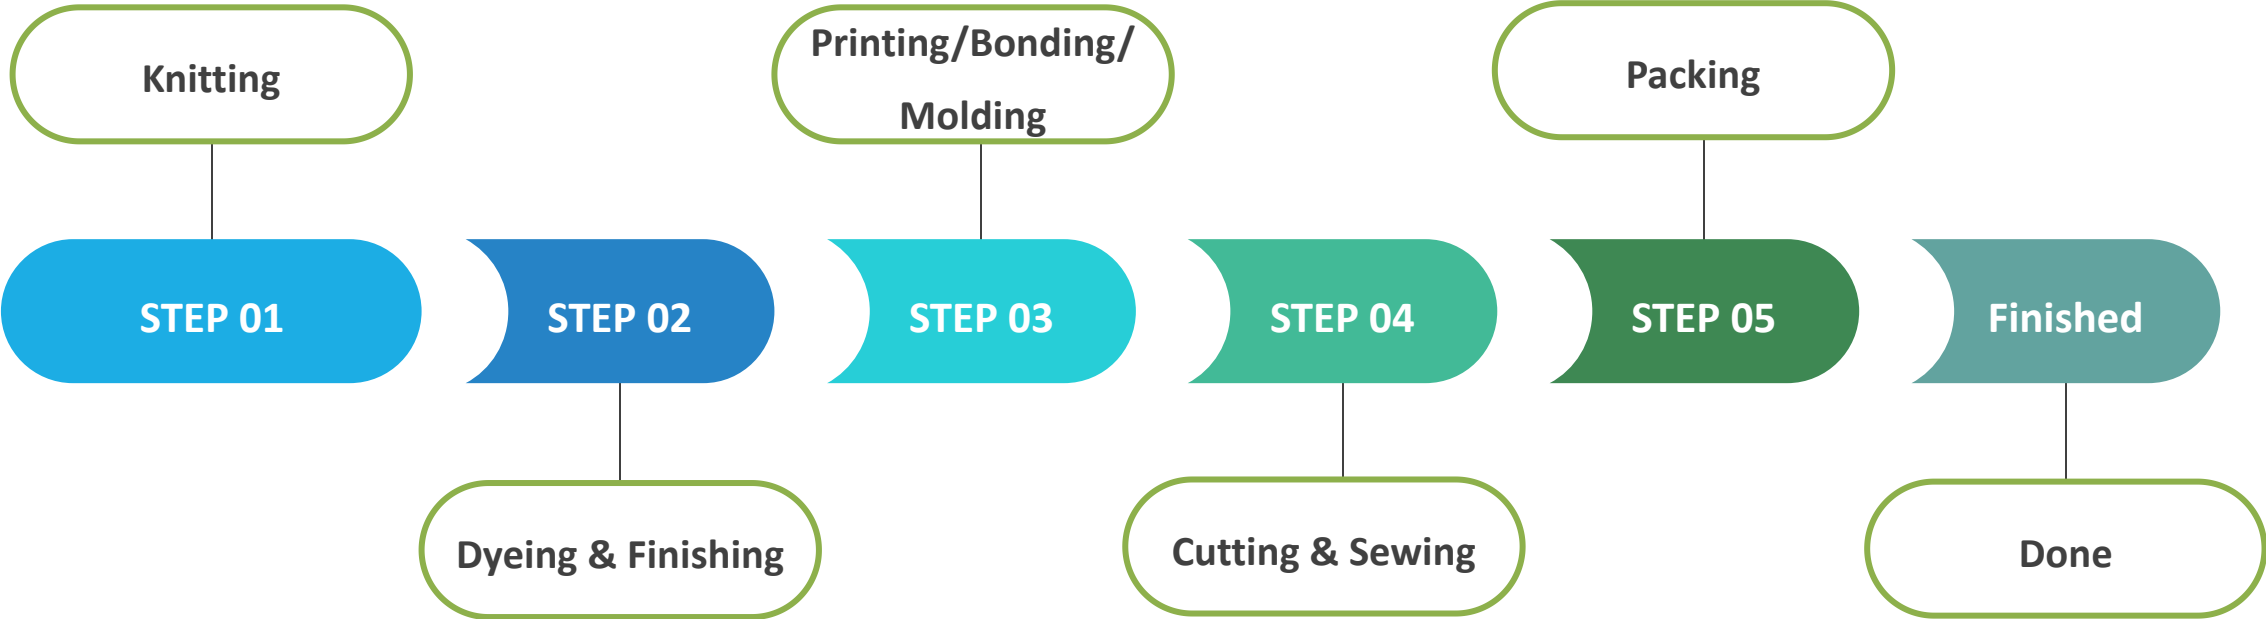 Knitting
Printing/Bonding/
Molding
Packing
STEP 01
STEP 02
STEP 03
STEP 04
STEP 05
Finished
Dyeing & Finishing
Cutting & Sewing
Done